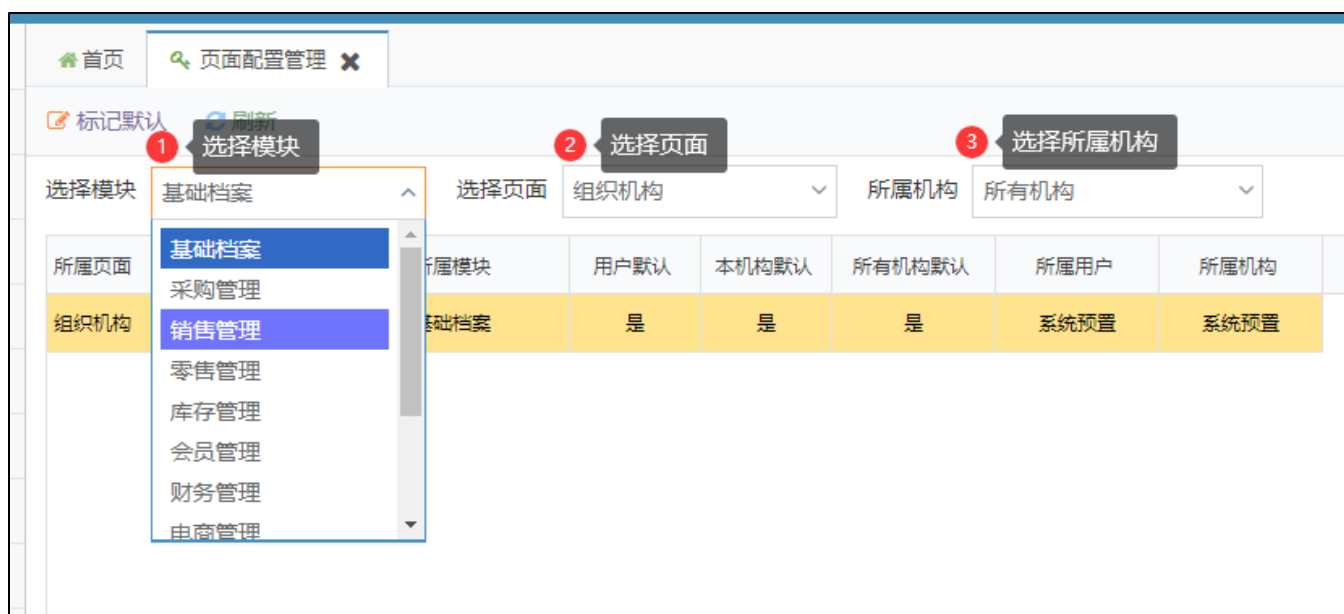 首页 页面配置管理
标记默认 刷新
1 选择模块 2 选择页面 3 选择所属机构
选择模块 基础档案 选择页面 组织机构 所属机构 所有机构
所属页面 所属模块 用户默认 本机构默认 所有机构默认 所属用户 所属机构
组织机构 基础档案 是 是 是 系统预置 系统预置
基础档案
采购管理
销售管理
零售管理
库存管理
会员管理
财务管理
电商管理